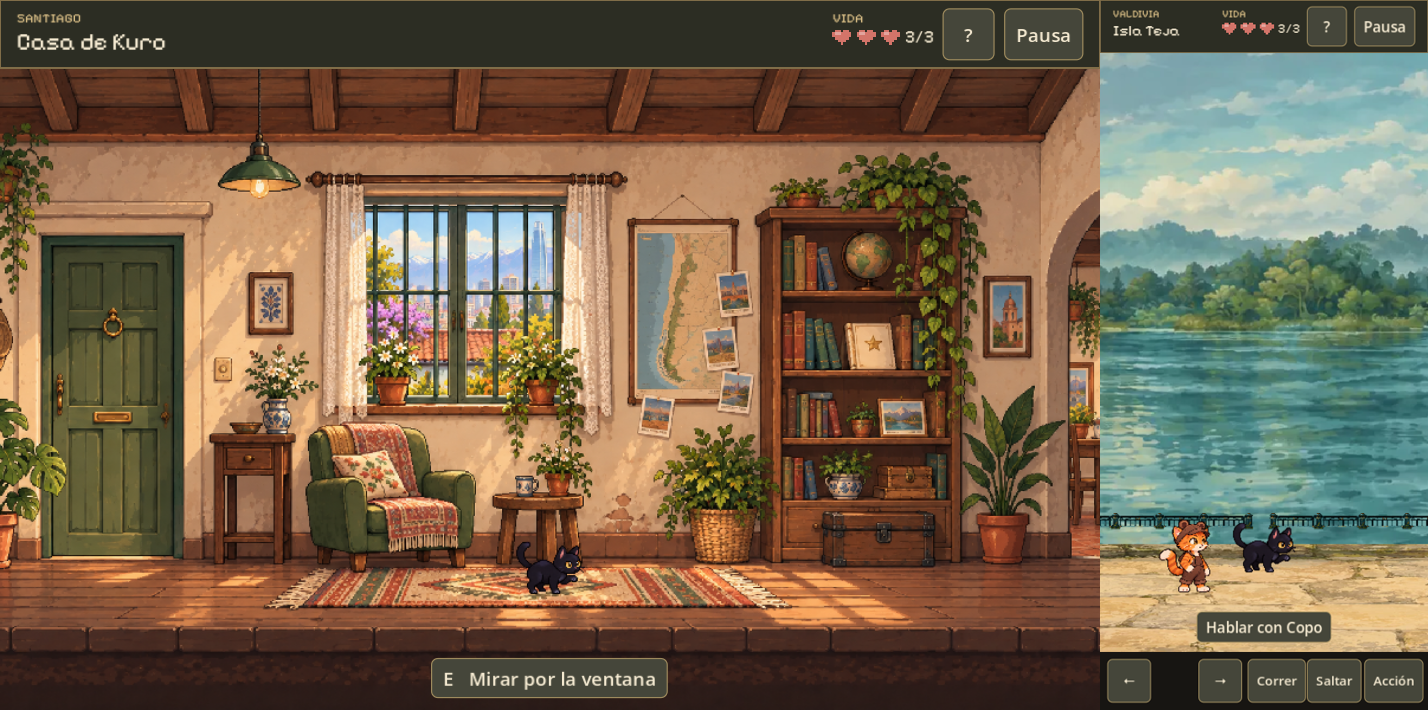 SANTIAGO
Casa de Kuro
VIDA
3/3
?
Pausa
E Mirar por la ventana
VALDIVIA
Isla Teja
VIDA
3/3
?
Pausa
Hablar con Copo
←
→
Correr
Saltar
Acción